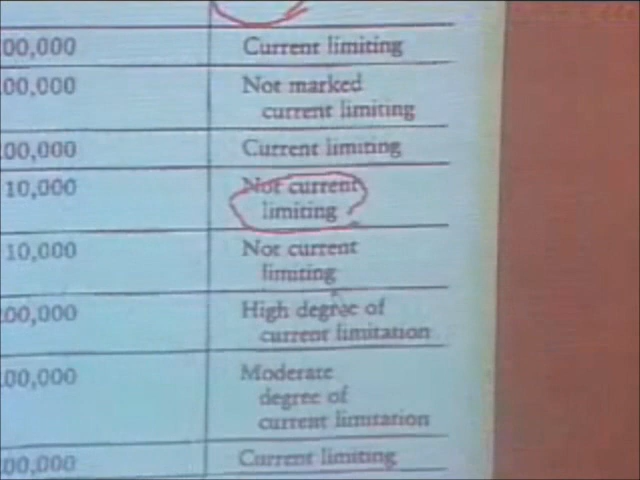 00,000 Current limiting
00,000 Not marked
current limiting
00,000 Current limiting
10,000 Not current
limiting
10,000 Not current
limiting
00,000 High degree of
current limitation
00,000 Moderate
degree of
current limitation
00,000 Current limiting